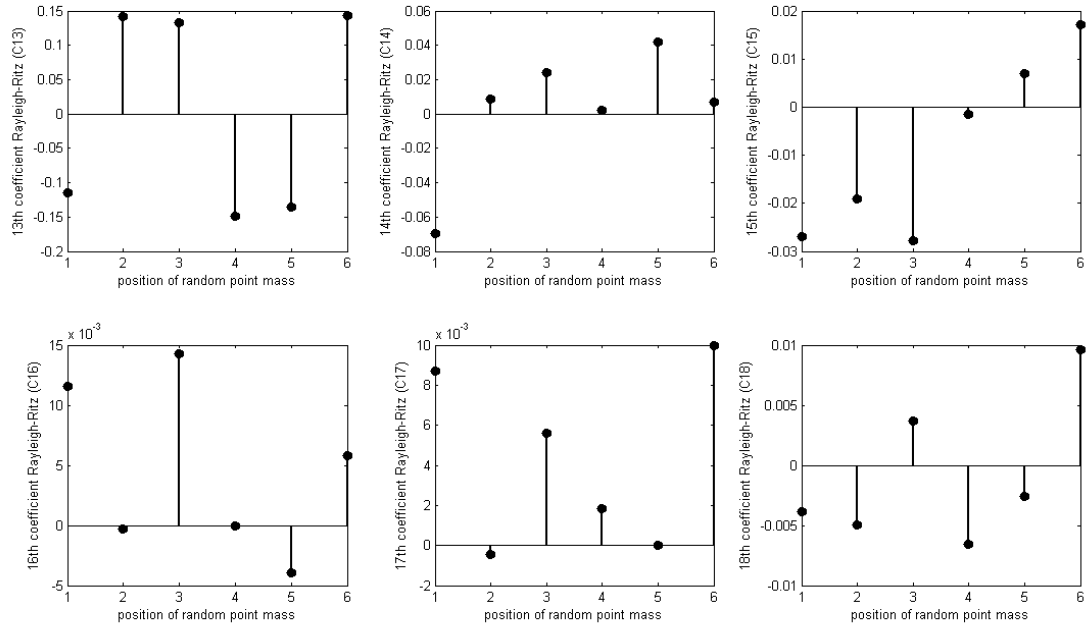 13th coefficient Rayleigh-Ritz (C13)
0.15
0.1
0.05
0
-0.05
-0.1
-0.15
-0.2
1 2 3 4 5 6
position of random point mass
14th coefficient Rayleigh-Ritz (C14)
0.06
0.04
0.02
0
-0.02
-0.04
-0.06
-0.08
1 2 3 4 5 6
position of random point mass
15th coefficient Rayleigh-Ritz (C15)
0.02
0.01
0
-0.01
-0.02
-0.03
1 2 3 4 5 6
position of random point mass
16th coefficient Rayleigh-Ritz (C16)
x 10^-3
15
10
5
0
-5
1 2 3 4 5 6
position of random point mass
17th coefficient Rayleigh-Ritz (C17)
x 10^-3
10
8
6
4
2
0
-2
1 2 3 4 5 6
position of random point mass
18th coefficient Rayleigh-Ritz (C18)
0.01
0.005
0
-0.005
-0.01
1 2 3 4 5 6
position of random point mass